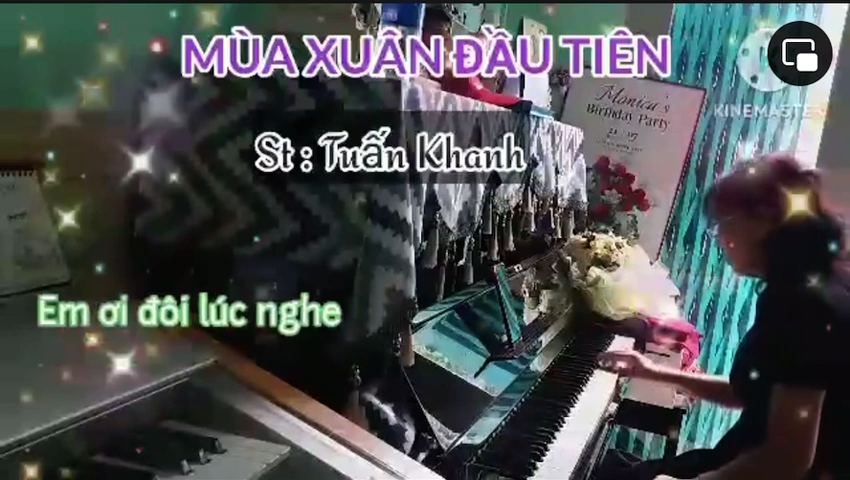 MÙA XUÂN ĐẦU TIÊN
St : Tuấn Khanh
Monica's
Birthday Party
KINEMASTER
Em ơi đôi lúc nghe